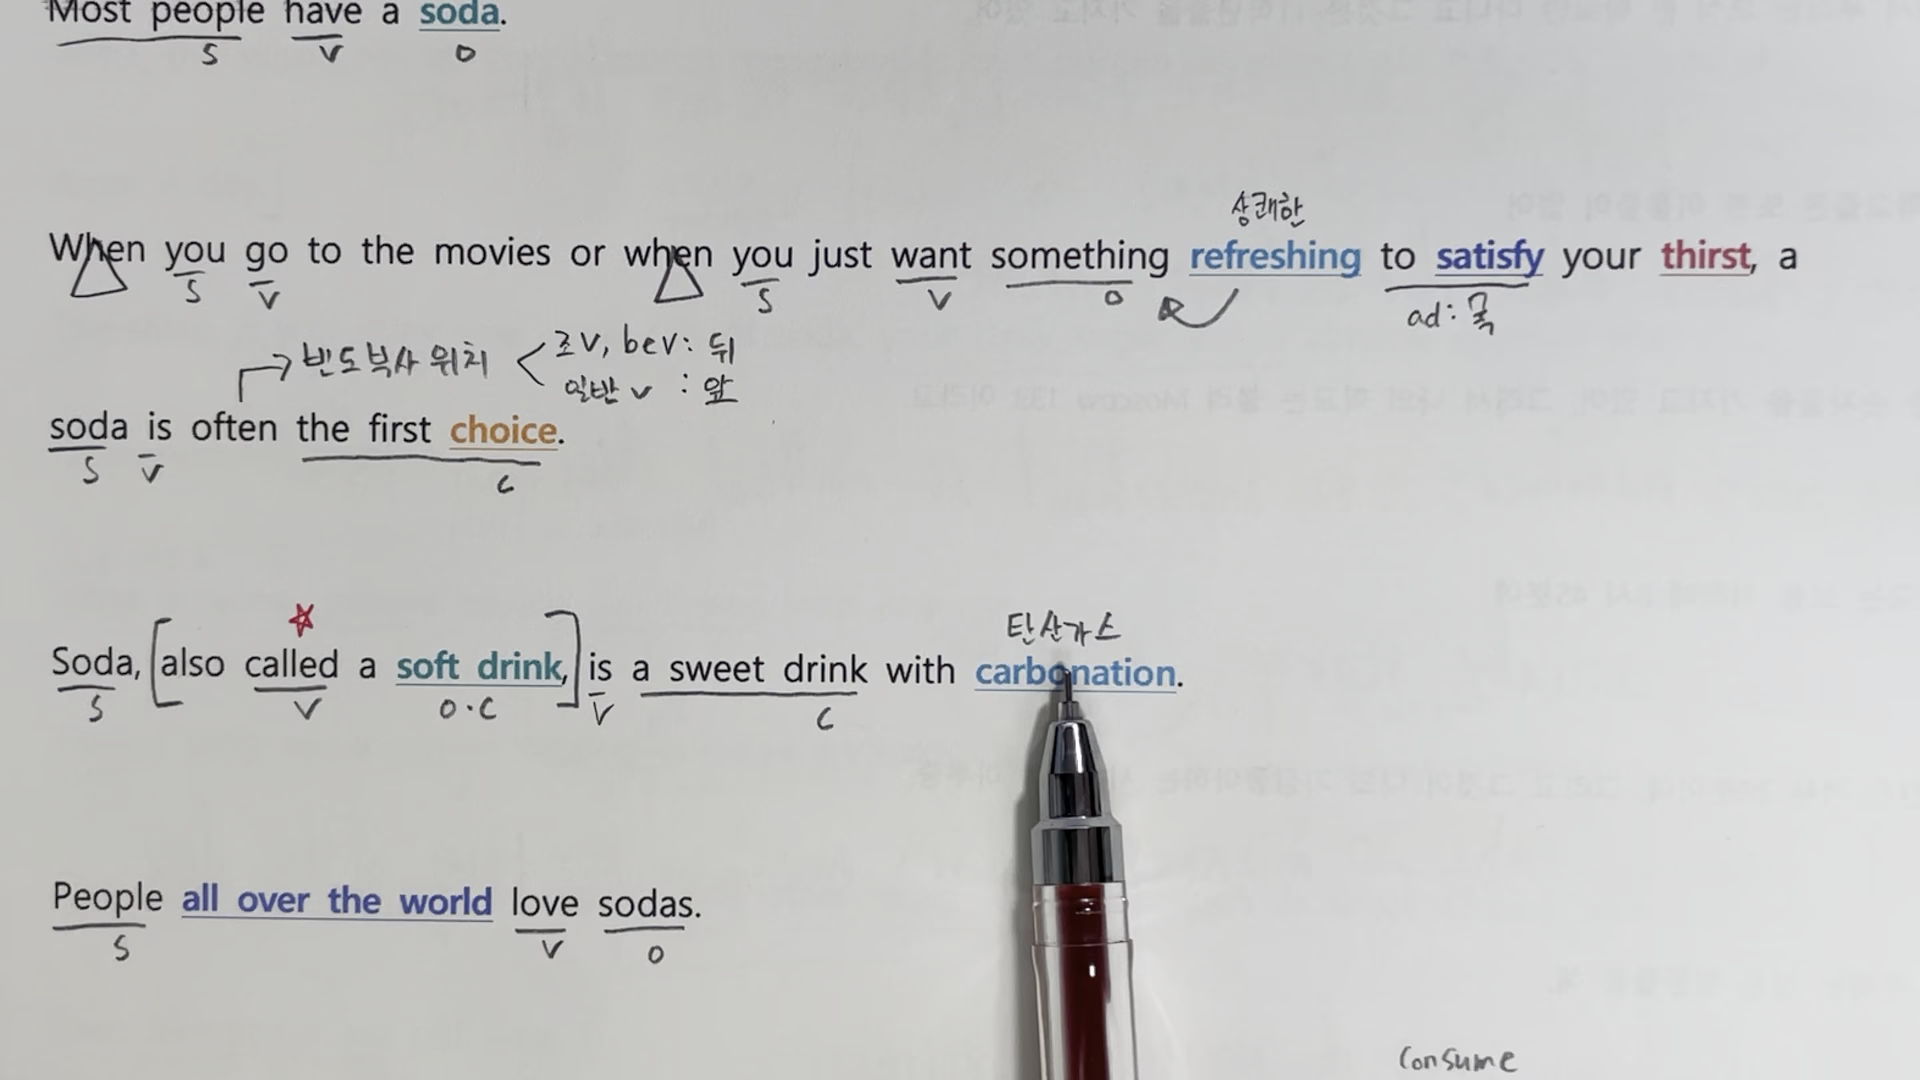 Most people have a soda.
S V O
상쾌한
When you go to the movies or when you just want something refreshing to satisfy your thirst, a
S V S V O ad: 목
→ 빈도부사 위치 < 조V, beV: 뒤
일반 V : 앞
soda is often the first choice.
S V C
탄산가스
Soda, [also called a soft drink,] is a sweet drink with carbonation.
S V O·C V C
People all over the world love sodas.
S V O
Consume